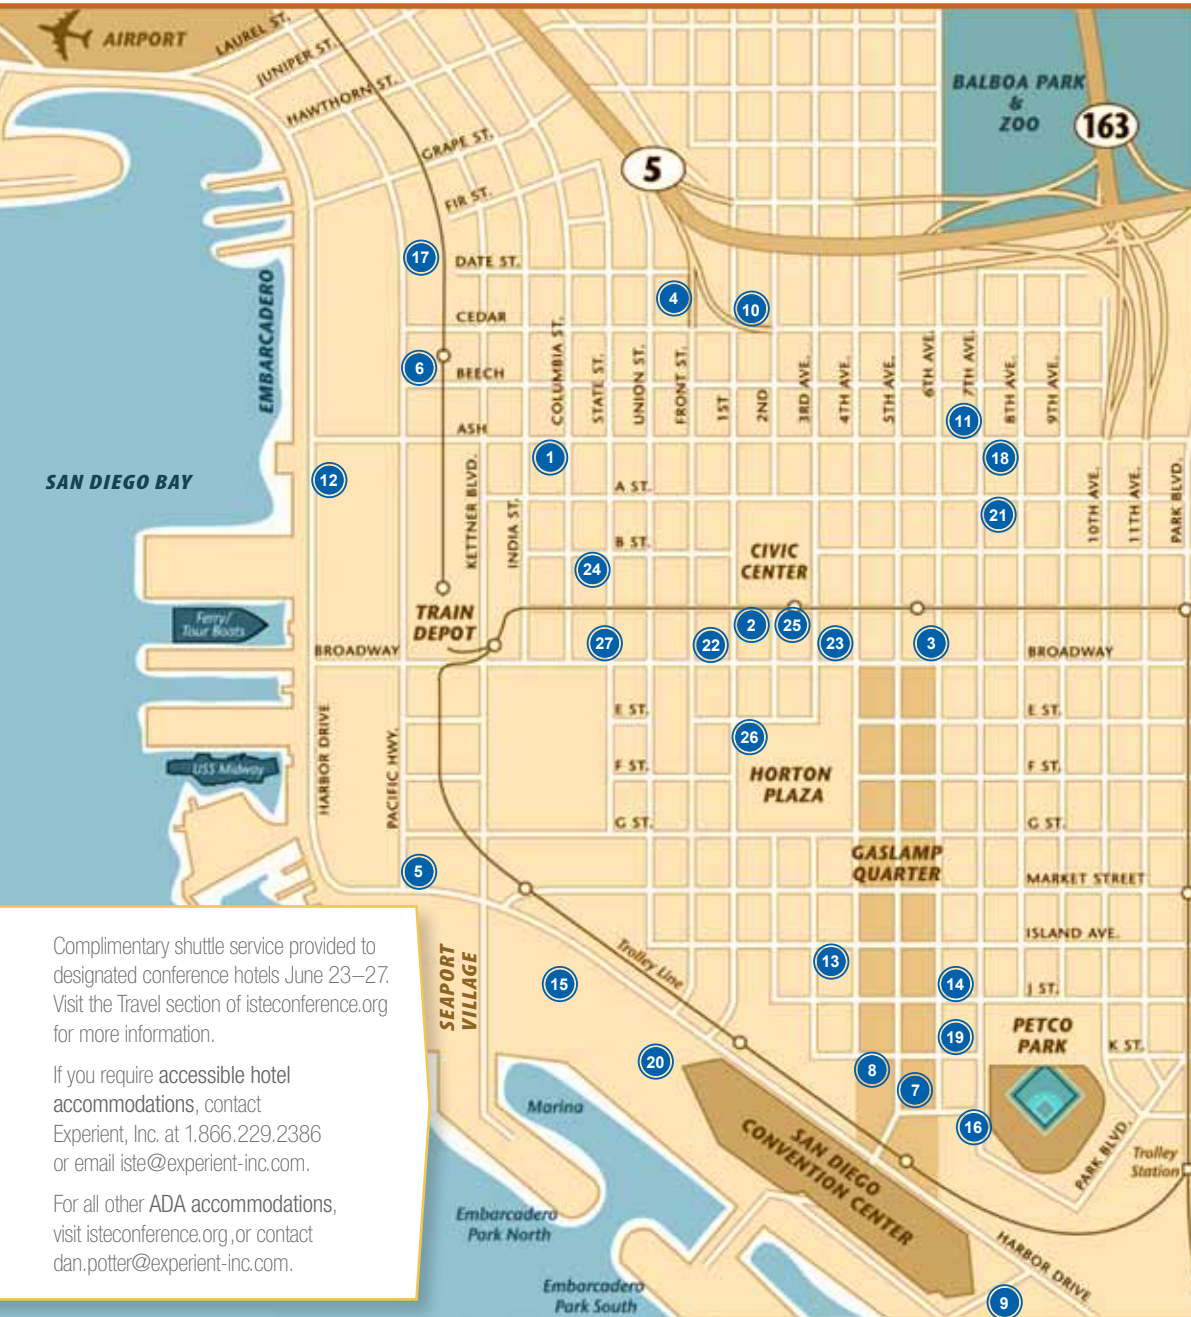 AIRPORT
LAUREL ST.
JUNIPER ST.
HAWTHORN ST.
GRAPE ST.
FIR ST.
BALBOA PARK
&
ZOO
163
5
17
DATE ST.
4
10
CEDAR
EMBARCADERO
6
BEECH
COLUMBIA ST.
STATE ST.
UNION ST.
FRONT ST.
1ST
2ND
3RD AVE.
4TH AVE.
5TH AVE.
6TH AVE.
7TH AVE.
8TH AVE.
9TH AVE.
11
ASH
1
18
SAN DIEGO BAY
12
KETTNER BLVD.
INDIA ST.
A ST.
10TH AVE.
11TH AVE.
PARK BLVD.
21
B ST.
CIVIC
CENTER
24
TRAIN
DEPOT
Ferry/
Tour Boats
2
25
BROADWAY
27
22
23
3
BROADWAY
HARBOR DRIVE
PACIFIC HWY.
E ST.
E ST.
26
USS Midway
F ST.
HORTON
PLAZA
F ST.
G ST.
G ST.
5
GASLAMP
QUARTER
MARKET STREET
ISLAND AVE.
SEAPORT
VILLAGE
Trolley Line
13
15
14
J ST.
PETCO
PARK
19
K ST.
20
8
7
Marina
16
SAN DIEGO
CONVENTION CENTER
PARK BLVD.
Trolley
Station
Embarcadero
Park North
HARBOR DRIVE
Embarcadero
Park South
9
Complimentary shuttle service provided to
designated conference hotels June 23–27.
Visit the Travel section of isteconference.org
for more information.
If you require accessible hotel
accommodations, contact
Experient, Inc. at 1.866.229.2386
or email iste@experient-inc.com.
For all other ADA accommodations,
visit isteconference.org,or contact
dan.potter@experient-inc.com.